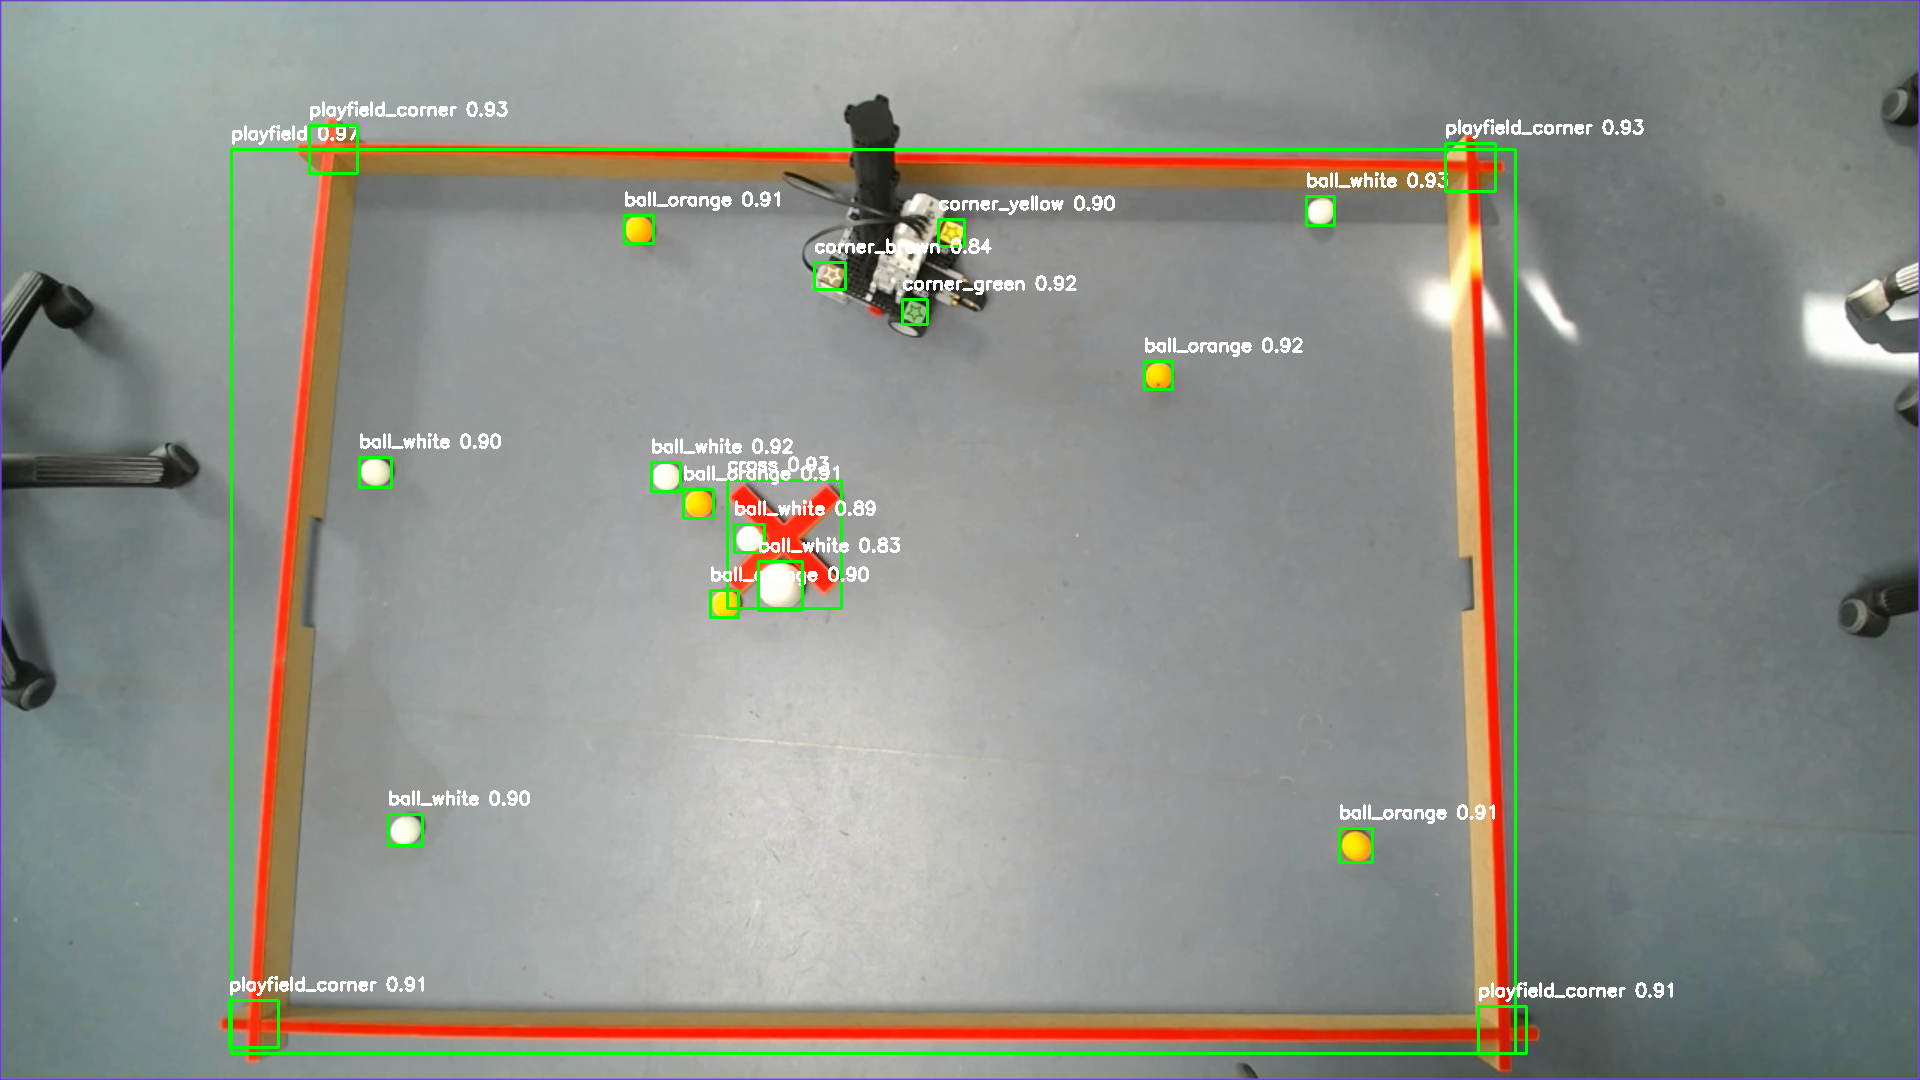 playfield_corner 0.93
playfield 0.97
playfield_corner 0.93
ball_white 0.93
ball_orange 0.91
corner_yellow 0.90
corner_brown 0.84
corner_green 0.92
ball_orange 0.92
ball_white 0.90
ball_white 0.92
cross 0.93
ball_orange 0.91
ball_white 0.89
ball_white 0.83
ball_orange 0.90
ball_white 0.90
ball_orange 0.91
playfield_corner 0.91
playfield_corner 0.91